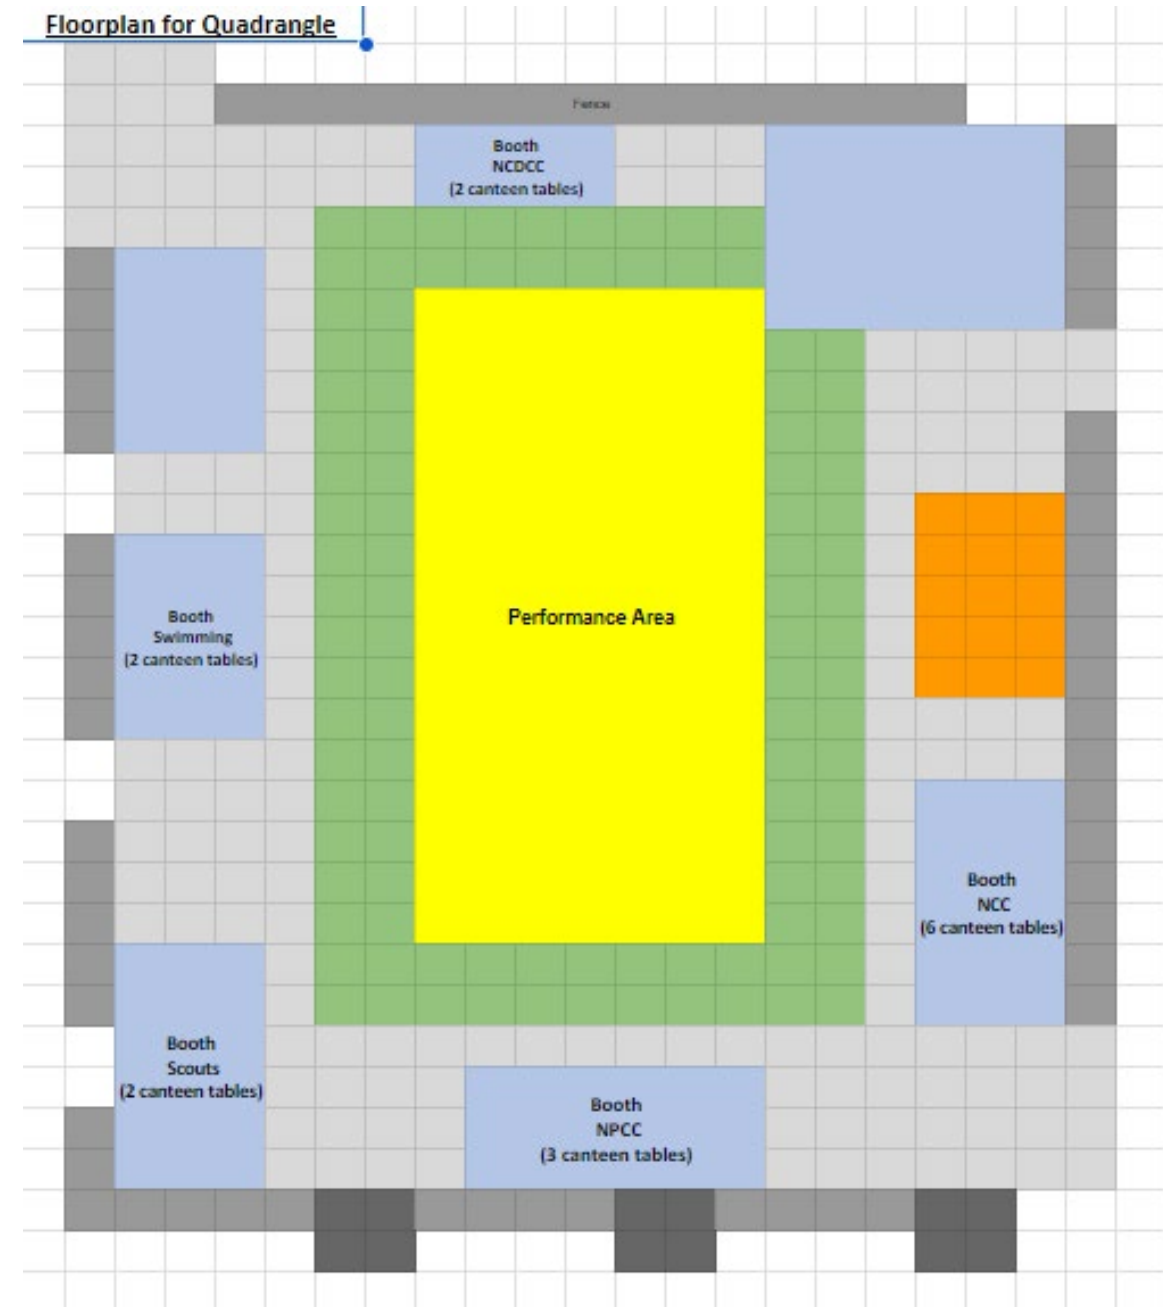 Floorplan for Quadrangle
Fence
Booth
NCDCC
(2 canteen tables)
Booth
Swimming
(2 canteen tables)
Performance Area
Booth
NCC
(6 canteen tables)
Booth
Scouts
(2 canteen tables)
Booth
NPCC
(3 canteen tables)